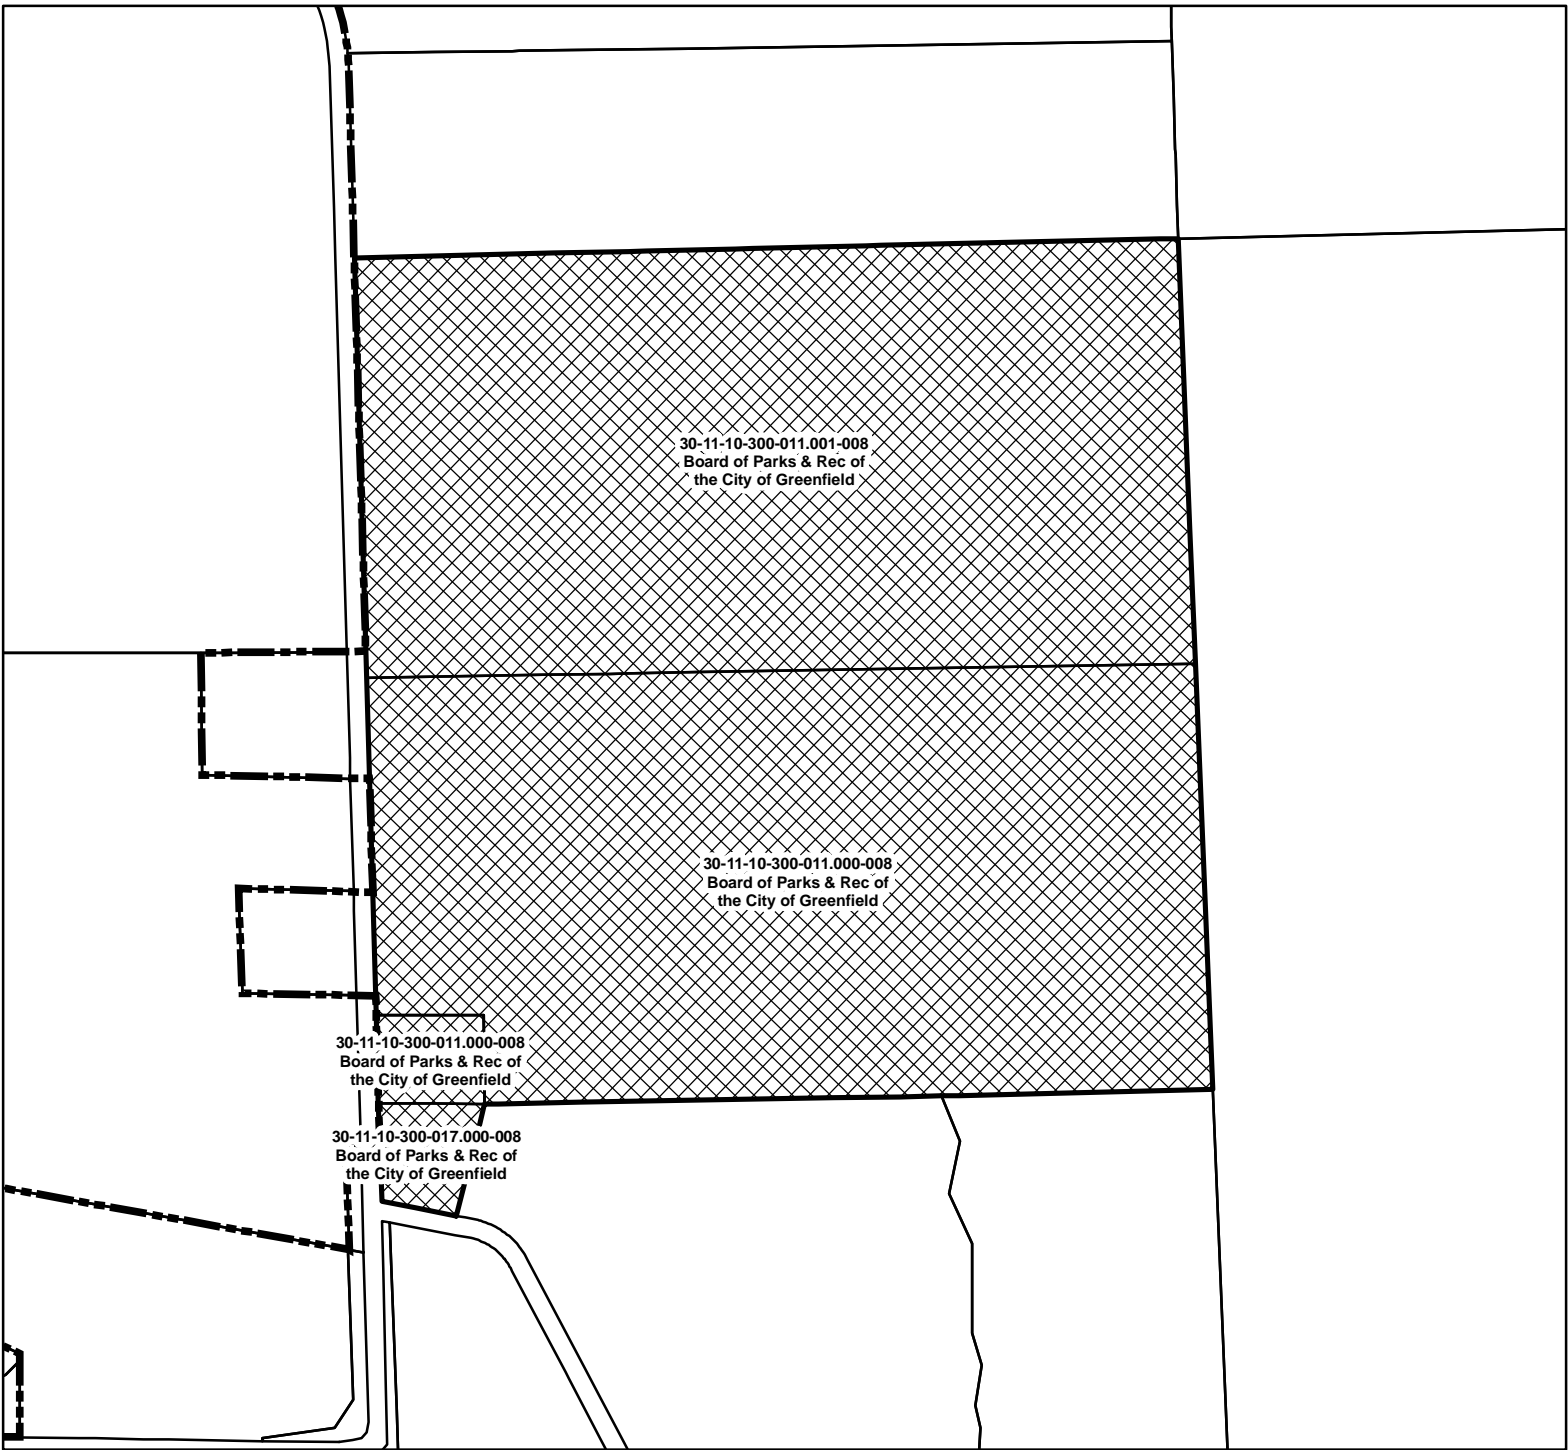 30-11-10-300-011.001-008
Board of Parks & Rec of
the City of Greenfield
30-11-10-300-011.000-008
Board of Parks & Rec of
the City of Greenfield
30-11-10-300-011.000-008
Board of Parks & Rec of
the City of Greenfield
30-11-10-300-017.000-008
Board of Parks & Rec of
the City of Greenfield